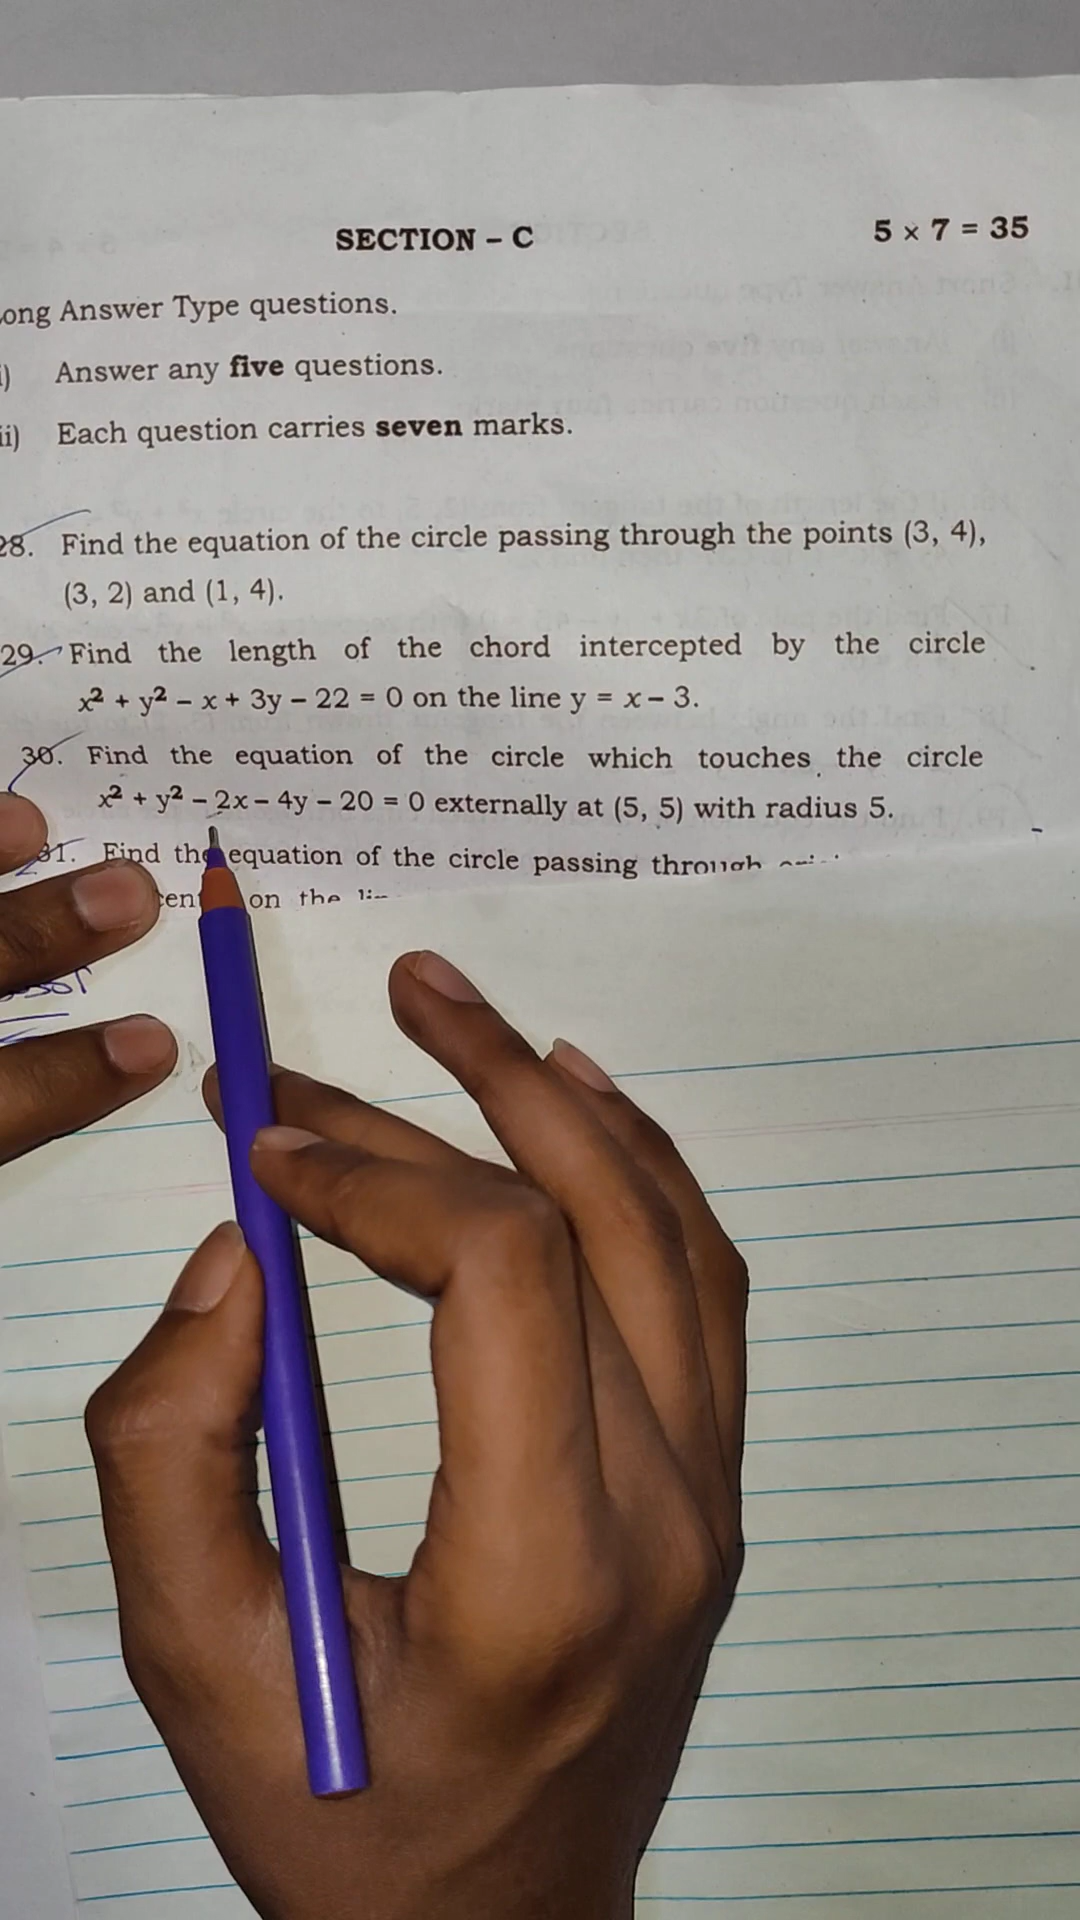 SECTION – C
5 × 7 = 35
ong Answer Type questions.
i) Answer any five questions.
ii) Each question carries seven marks.
28. Find the equation of the circle passing through the points (3, 4),
(3, 2) and (1, 4).
29. Find the length of the chord intercepted by the circle
x² + y² – x + 3y – 22 = 0 on the line y = x – 3.
30. Find the equation of the circle which touches the circle
x² + y² – 2x – 4y – 20 = 0 externally at (5, 5) with radius 5.
31. Find the equation of the circle passing through
on the